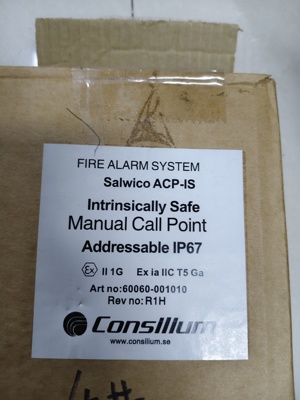 FIRE ALARM SYSTEM
Salwico ACP-IS
Intrinsically Safe
Manual Call Point
Addressable IP67
Ex II 1G Ex ia IIC T5 Ga
Art no:60060-001010
Rev no: R1H
Consilium
www.consilium.se